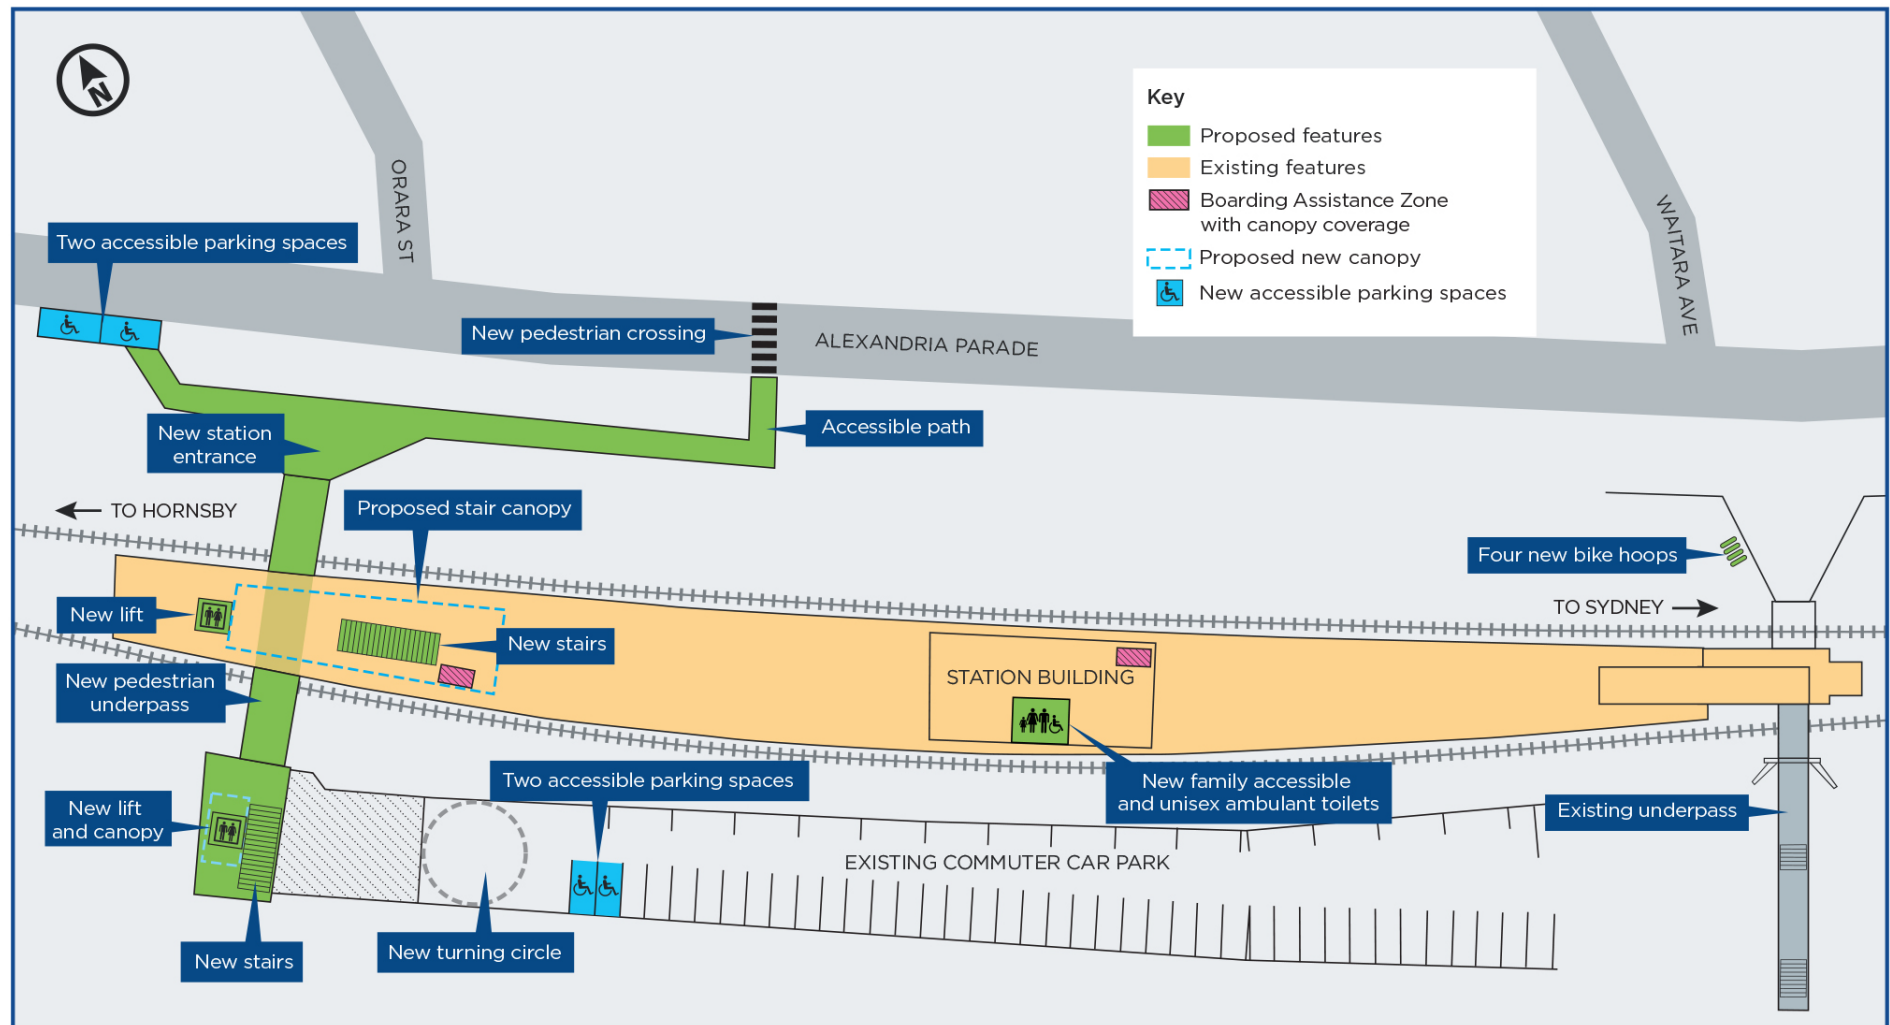 N
Key
Proposed features
Existing features
Boarding Assistance Zone
with canopy coverage
Proposed new canopy
New accessible parking spaces
ORARA ST
WAITARA AVE
Two accessible parking spaces
New pedestrian crossing
ALEXANDRIA PARADE
Accessible path
New station
entrance
TO HORNSBY
Proposed stair canopy
Four new bike hoops
TO SYDNEY
New lift
New stairs
STATION BUILDING
New pedestrian
underpass
Two accessible parking spaces
New family accessible
and unisex ambulant toilets
New lift
and canopy
Existing underpass
EXISTING COMMUTER CAR PARK
New stairs
New turning circle